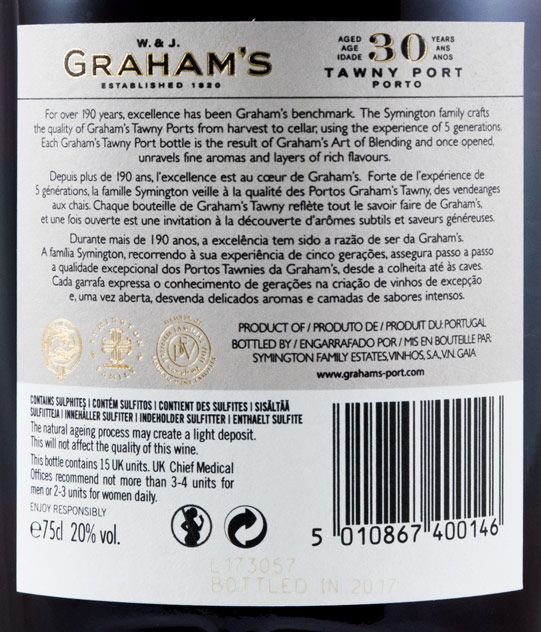 W. & J.
GRAHAM'S
ESTABLISHED 1820
AGED 30 YEARS
AGE ANS
IDADE ANOS
TAWNY PORT
PORTO
For over 190 years, excellence has been Graham's benchmark. The Symington family crafts
the quality of Graham's Tawny Ports from harvest to cellar, using the experience of 5 generations.
Each Graham's Tawny Port bottle is the result of Graham's Art of Blending and once opened,
unravels fine aromas and layers of rich flavours.
Depuis plus de 190 ans, l'excellence est au cœur de Graham's. Forte de l'expérience de
5 générations, la famille Symington veille à la qualité des Portos Graham's Tawny, des vendeanges
aux chais. Chaque bouteille de Graham's Tawny reflète tout le savoir faire de Graham's,
et une fois ouverte est une invitation à la découverte d'arômes subtils et saveurs généreuses.
Durante mais de 190 anos, a excelência tem sido a razão de ser da Graham's.
A família Symington, recorrendo à sua experiência de cinco gerações, assegura passo a passo
a qualidade excepcional dos Portos Tawnies da Graham's, desde a colheita até às caves.
Cada garrafa expressa o conhecimento de gerações na criação de vinhos de excepção
e, uma vez aberta, desvenda delicados aromas e camadas de sabores intensos.
PRODUCT OF / PRODUTO DE / PRODUIT DU: PORTUGAL
BOTTLED BY / ENGARRAFADO POR / MIS EN BOUTEILLE PAR:
SYMINGTON FAMILY ESTATES, VINHOS, S.A., V.N. GAIA
www.grahams-port.com
CONTAINS SULPHITES | CONTÉM SULFITOS | CONTIENT DES SULFITES | SISÄLTÄÄ
SULFIITTEJA | INNEHÅLLER SULFITER | INDEHOLDER SULFITTER | ENTHAELT SULFITE
The natural ageing process may create a light deposit.
This will not affect the quality of this wine.
This bottle contains 15 UK units. UK Chief Medical
Offices recommend not more than 3-4 units for
men or 2-3 units for women daily.
ENJOY RESPONSIBLY
℮75cl 20% vol.
5 010867 400146
L173057
BOTTLED IN 2017